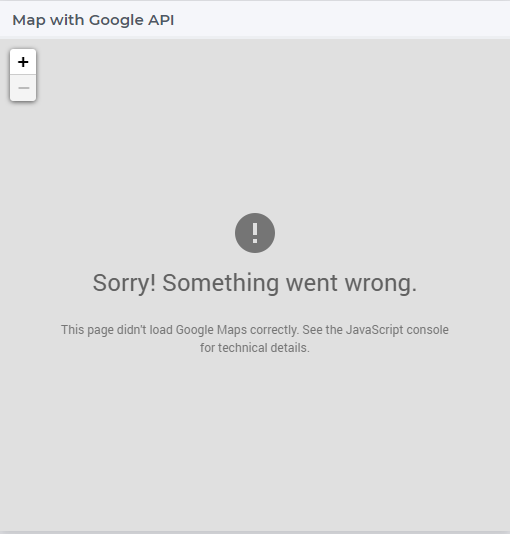 Map with Google API
+
−
!
Sorry! Something went wrong.
This page didn't load Google Maps correctly. See the JavaScript console
for technical details.